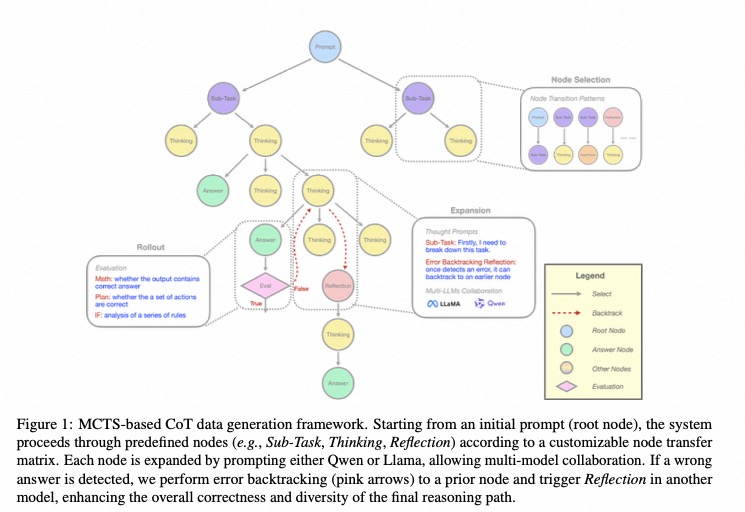 Prompt
Sub-Task
Sub-Task
Thinking
Thinking
Thinking
Thinking
Answer
Thinking
Thinking
Answer
Thinking
Thinking
Eval
False
True
Reflection
Thinking
Answer
Node Selection
Node Transition Patterns
Prompt
Sub-Task
Sub-Task
Sub-Task
Thinking
Thinking
... ...
Rollout
Evaluation
Math: whether the output contains
correct answer
Plan: whether the a set of actions
are correct
IF: analysis of a series of rules
Expansion
Thought Prompts
Sub-Task: Firstly, I need to
break down this task.
Error Backtracking Reflection:
once detects an error, it can
backtrack to an earlier node
Multi-LLMs Collaboration
LLaMA
Qwen
Legend
Select
Backtrack
Root Node
Answer Node
Other Nodes
Evaluation
Figure 1: MCTS-based CoT data generation framework. Starting from an initial prompt (root node), the system
proceeds through predefined nodes (e.g., Sub-Task, Thinking, Reflection) according to a customizable node transfer
matrix. Each node is expanded by prompting either Qwen or Llama, allowing multi-model collaboration. If a wrong
answer is detected, we perform error backtracking (pink arrows) to a prior node and trigger Reflection in another
model, enhancing the overall correctness and diversity of the final reasoning path.